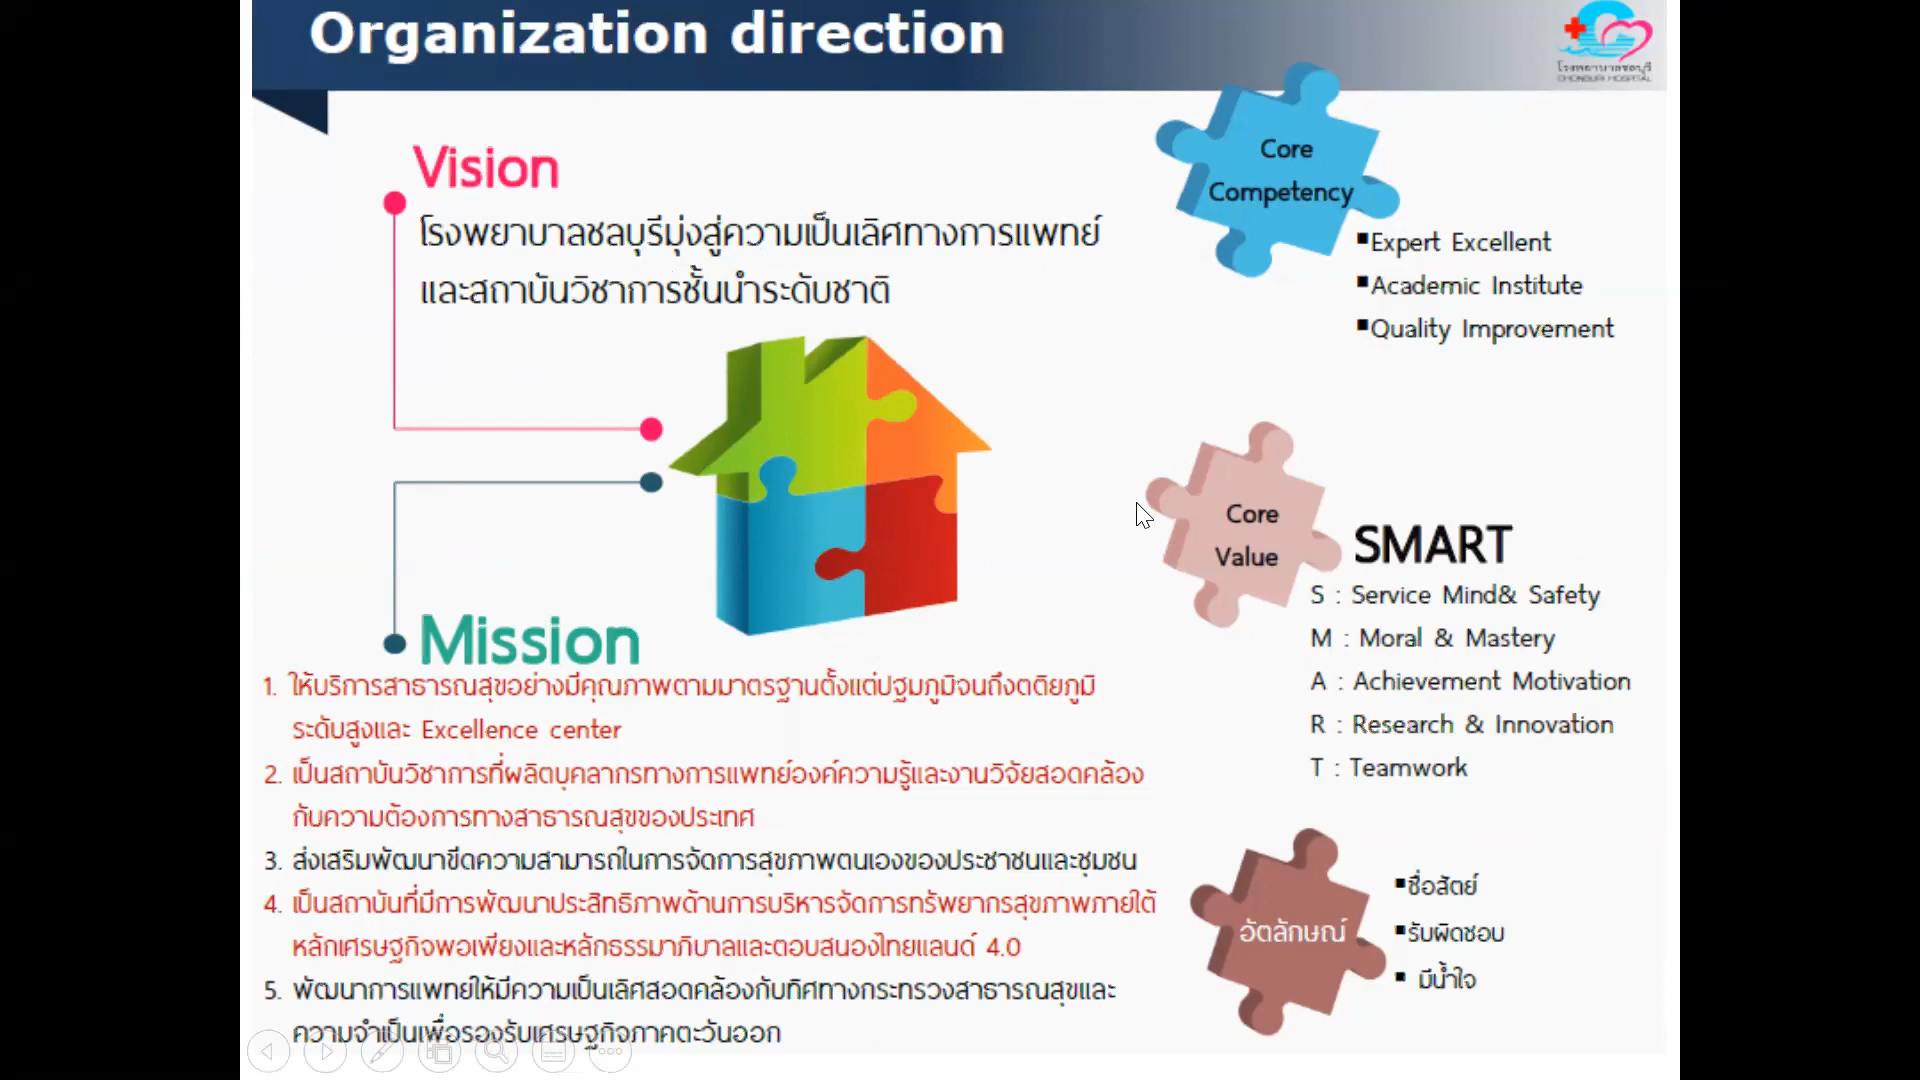 Organization direction
โรงพยาบาลชลบุรี
CHONBURI HOSPITAL
Vision
โรงพยาบาลชลบุรีมุ่งสู่ความเป็นเลิศทางการแพทย์
และสถาบันวิชาการชั้นนำระดับชาติ
Mission
1. ให้บริการสาธารณสุขอย่างมีคุณภาพตามมาตรฐานตั้งแต่ปฐมภูมิจนถึงตติยภูมิ
ระดับสูงและ Excellence center
2. เป็นสถาบันวิชาการที่ผลิตบุคลากรทางการแพทย์องค์ความรู้และงานวิจัยสอดคล้อง
กับความต้องการทางสาธารณสุขของประเทศ
3. ส่งเสริมพัฒนาขีดความสามารถในการจัดการสุขภาพตนเองของประชาชนและชุมชน
4. เป็นสถาบันที่มีการพัฒนาประสิทธิภาพด้านการบริหารจัดการทรัพยากรสุขภาพภายใต้
หลักเศรษฐกิจพอเพียงและหลักธรรมาภิบาลและตอบสนองไทยแลนด์ 4.0
5. พัฒนาการแพทย์ให้มีความเป็นเลิศสอดคล้องกับทิศทางกระทรวงสาธารณสุขและ
ความจำเป็นเพื่อรองรับเศรษฐกิจภาคตะวันออก
Core
Competency
▪Expert Excellent
▪Academic Institute
▪Quality Improvement
Core
Value
SMART
S : Service Mind& Safety
M : Moral & Mastery
A : Achievement Motivation
R : Research & Innovation
T : Teamwork
อัตลักษณ์
▪ซื่อสัตย์
▪รับผิดชอบ
▪ มีน้ำใจ